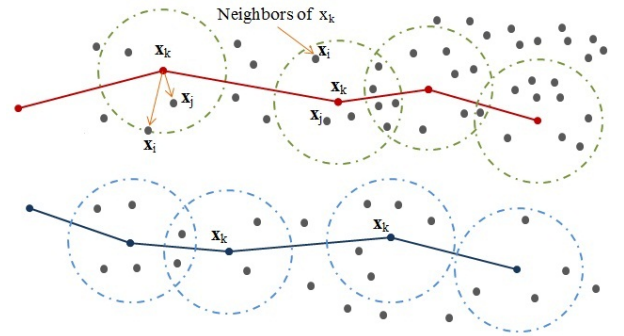 Neighbors of xₖ
xₖ
xᵢ
xₖ
xⱼ
xⱼ
xᵢ
xₖ
xₖ